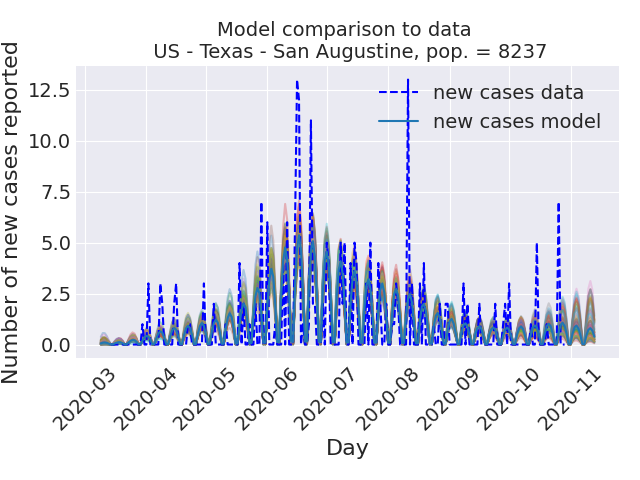 Model comparison to data
US - Texas - San Augustine, pop. = 8237
Number of new cases reported
12.5
10.0
7.5
5.0
2.5
0.0
new cases data
new cases model
2020-03
2020-04
2020-05
2020-06
2020-07
2020-08
2020-09
2020-10
2020-11
Day